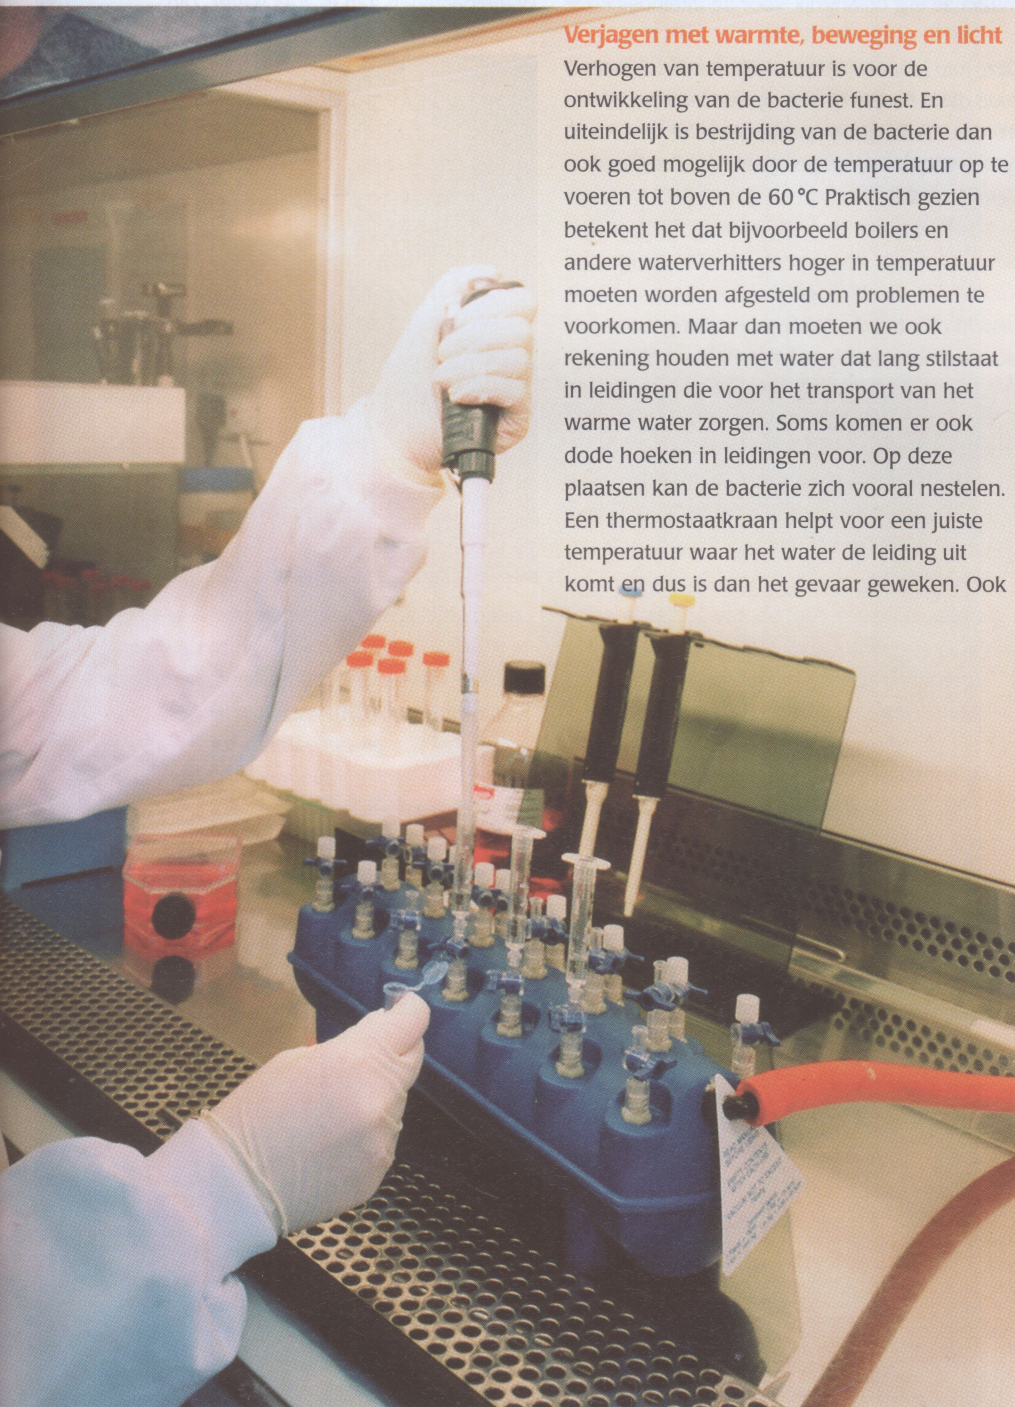 Verjagen met warmte, beweging en licht
Verhogen van temperatuur is voor de
ontwikkeling van de bacterie funest. En
uiteindelijk is bestrijding van de bacterie dan
ook goed mogelijk door de temperatuur op te
voeren tot boven de 60 °C Praktisch gezien
betekent het dat bijvoorbeeld boilers en
andere waterverhitters hoger in temperatuur
moeten worden afgesteld om problemen te
voorkomen. Maar dan moeten we ook
rekening houden met water dat lang stilstaat
in leidingen die voor het transport van het
warme water zorgen. Soms komen er ook
dode hoeken in leidingen voor. Op deze
plaatsen kan de bacterie zich vooral nestelen.
Een thermostaatkraan helpt voor een juiste
temperatuur waar het water de leiding uit
komt en dus is dan het gevaar geweken. Ook